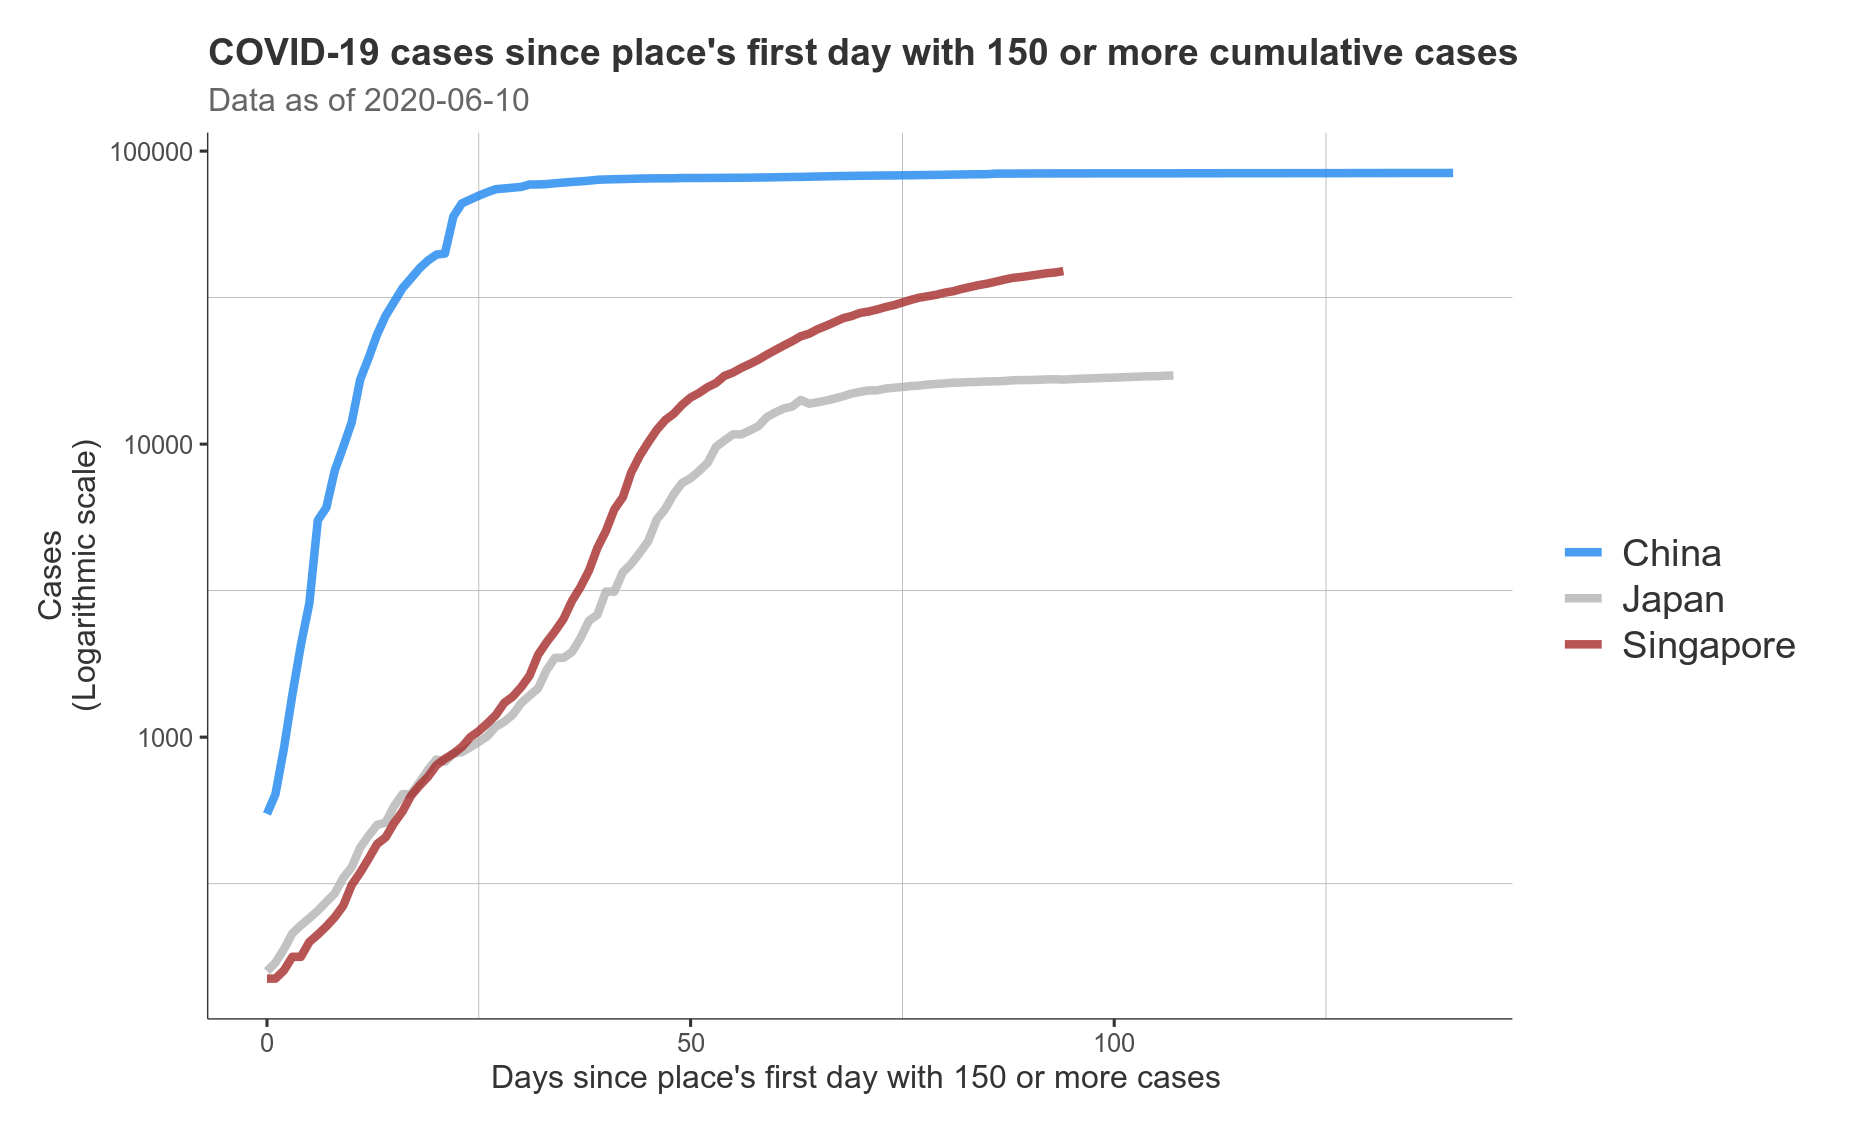 COVID-19 cases since place's first day with 150 or more cumulative cases
Data as of 2020-06-10
100000
10000
1000
Cases
(Logarithmic scale)
China
Japan
Singapore
0
50
100
Days since place's first day with 150 or more cases